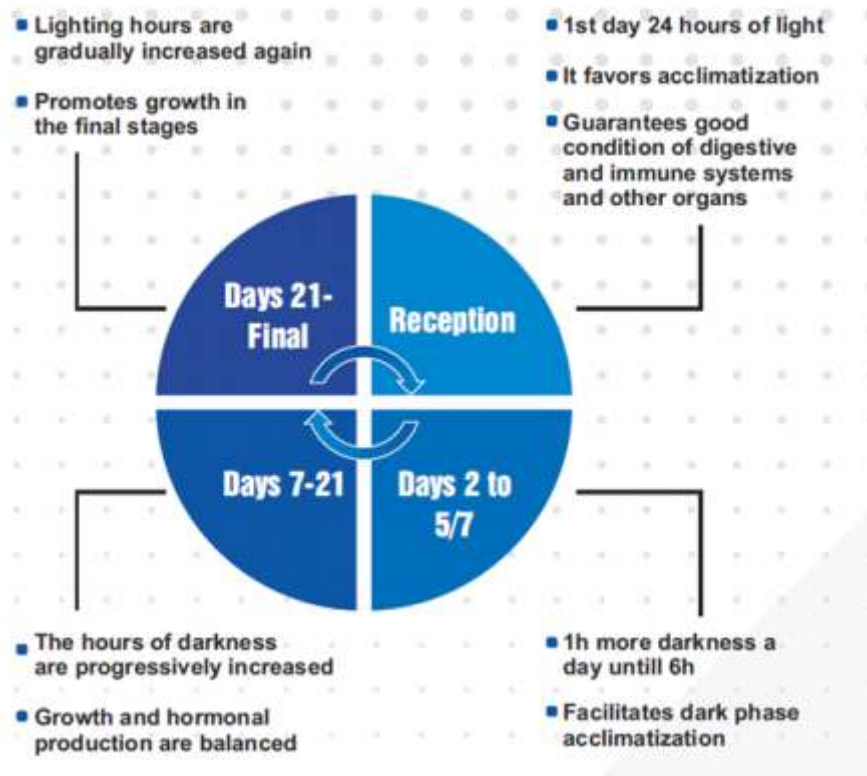 Lighting hours are
gradually increased again
Promotes growth in
the final stages
1st day 24 hours of light
It favors acclimatization
Guarantees good
condition of digestive
and immune systems
and other organs
Days 21-
Final
Reception
Days 7-21
Days 2 to
5/7
The hours of darkness
are progressively increased
Growth and hormonal
production are balanced
1h more darkness a
day untill 6h
Facilitates dark phase
acclimatization